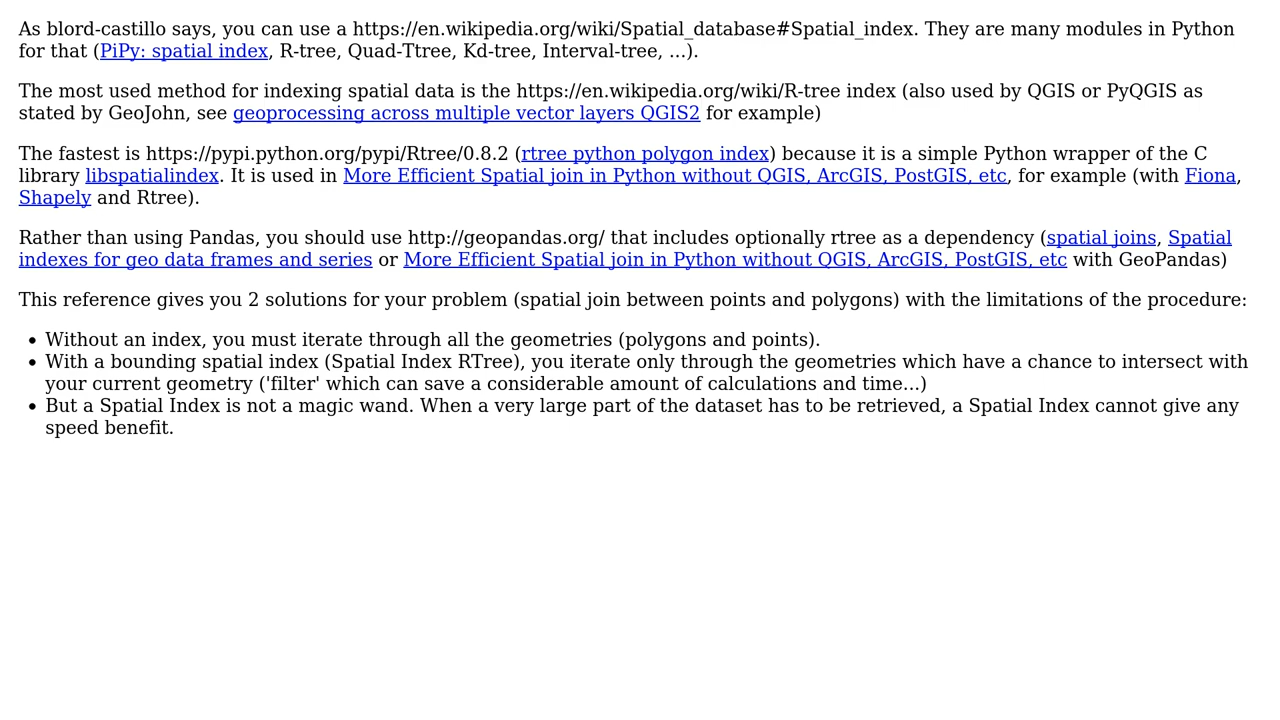 As blord-castillo says, you can use a https://en.wikipedia.org/wiki/Spatial_database#Spatial_index. They are many modules in Python
for that (PiPy: spatial index, R-tree, Quad-Ttree, Kd-tree, Interval-tree, ...).
The most used method for indexing spatial data is the https://en.wikipedia.org/wiki/R-tree index (also used by QGIS or PyQGIS as
stated by GeoJohn, see geoprocessing across multiple vector layers QGIS2 for example)
The fastest is https://pypi.python.org/pypi/Rtree/0.8.2 (rtree python polygon index) because it is a simple Python wrapper of the C
library libspatialindex. It is used in More Efficient Spatial join in Python without QGIS, ArcGIS, PostGIS, etc, for example (with Fiona,
Shapely and Rtree).
Rather than using Pandas, you should use http://geopandas.org/ that includes optionally rtree as a dependency (spatial joins, Spatial
indexes for geo data frames and series or More Efficient Spatial join in Python without QGIS, ArcGIS, PostGIS, etc with GeoPandas)
This reference gives you 2 solutions for your problem (spatial join between points and polygons) with the limitations of the procedure:
• Without an index, you must iterate through all the geometries (polygons and points).
• With a bounding spatial index (Spatial Index RTree), you iterate only through the geometries which have a chance to intersect with
your current geometry ('filter' which can save a considerable amount of calculations and time...)
• But a Spatial Index is not a magic wand. When a very large part of the dataset has to be retrieved, a Spatial Index cannot give any
speed benefit.